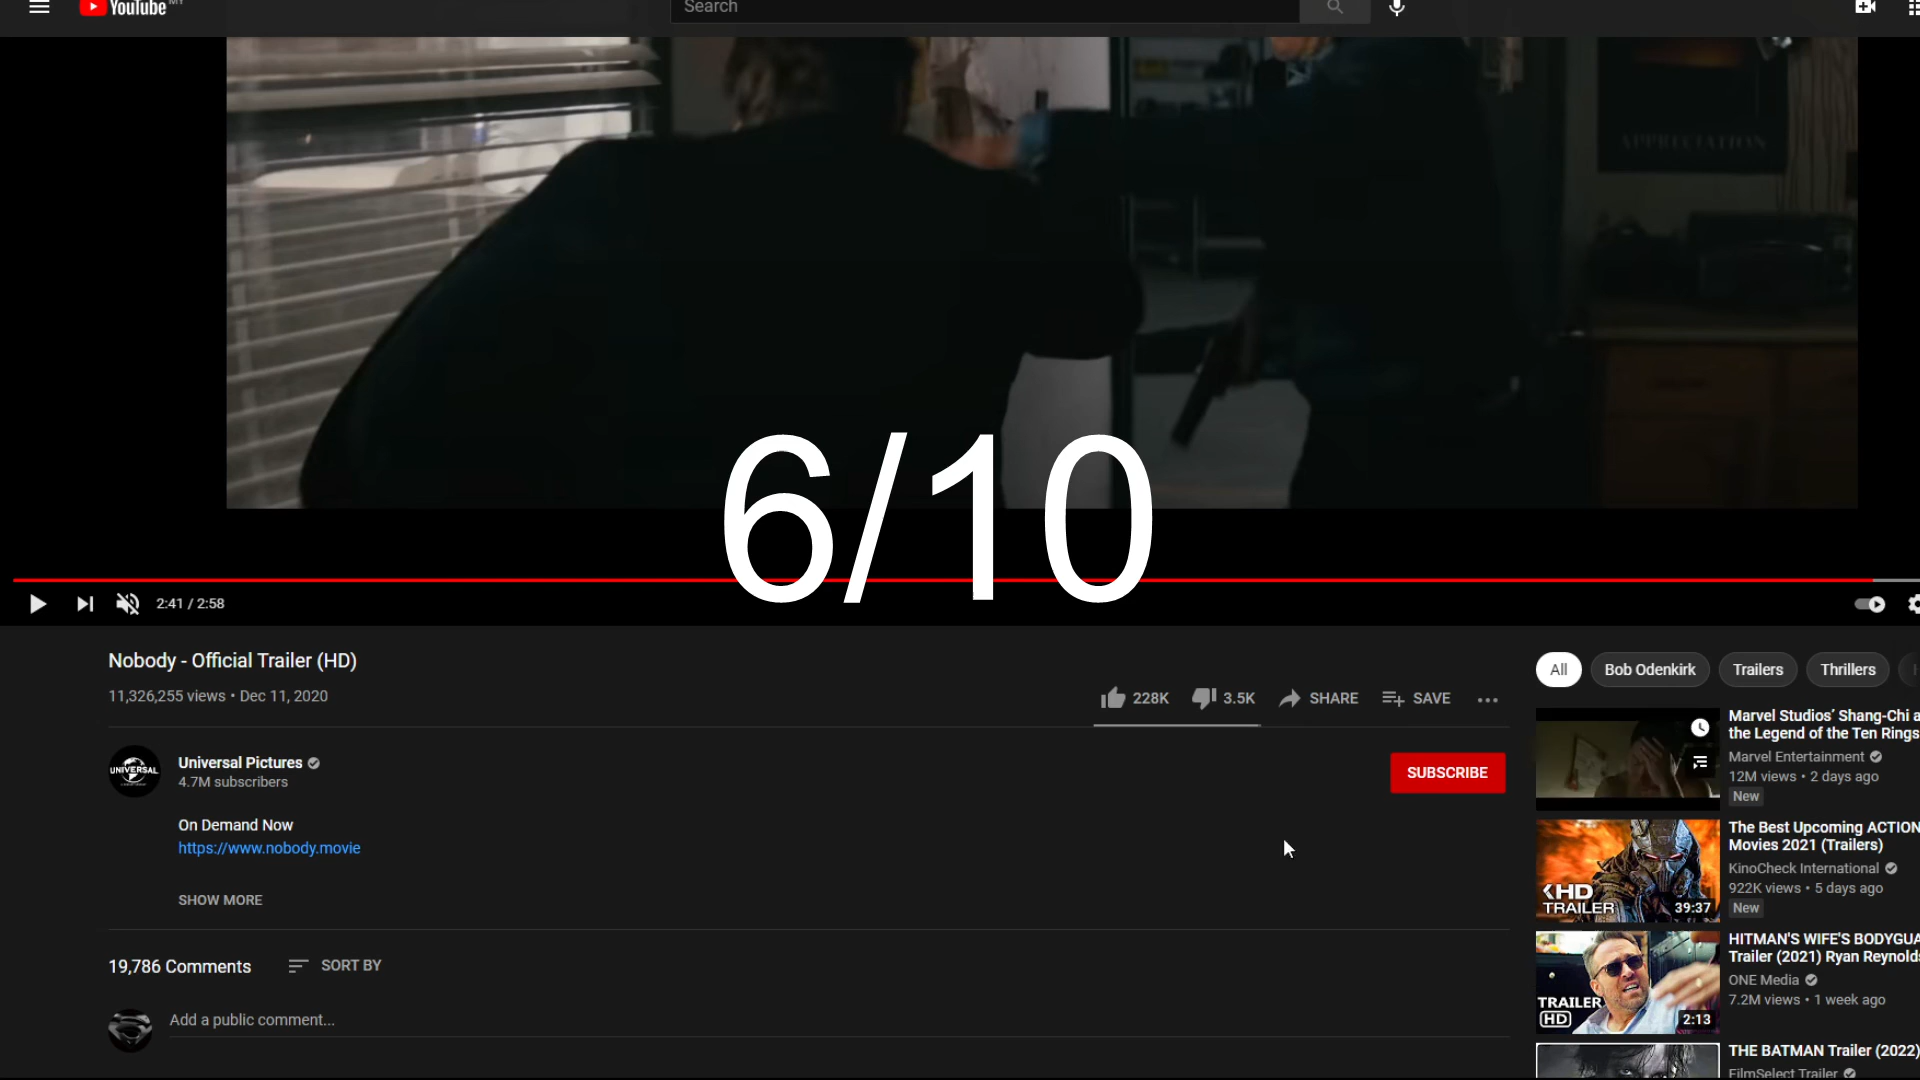 YouTube MY
Search
APPRECIATION
6/10
2:41 / 2:58
Nobody - Official Trailer (HD)
11,326,255 views • Dec 11, 2020
228K
3.5K
SHARE
SAVE
UNIVERSAL
Universal Pictures
4.7M subscribers
SUBSCRIBE
On Demand Now
https://www.nobody.movie
SHOW MORE
19,786 Comments
SORT BY
Add a public comment...
All
Bob Odenkirk
Trailers
Thrillers
Marvel Studios' Shang-Chi a
the Legend of the Ten Rings
Marvel Entertainment
12M views • 2 days ago
New
KHD
TRAILER
39:37
The Best Upcoming ACTION
Movies 2021 (Trailers)
KinoCheck International
922K views • 5 days ago
New
TRAILER
HD
2:13
HITMAN'S WIFE'S BODYGUA
Trailer (2021) Ryan Reynold
ONE Media
7.2M views • 1 week ago
THE BATMAN Trailer (2022)
FilmSelect Trailer